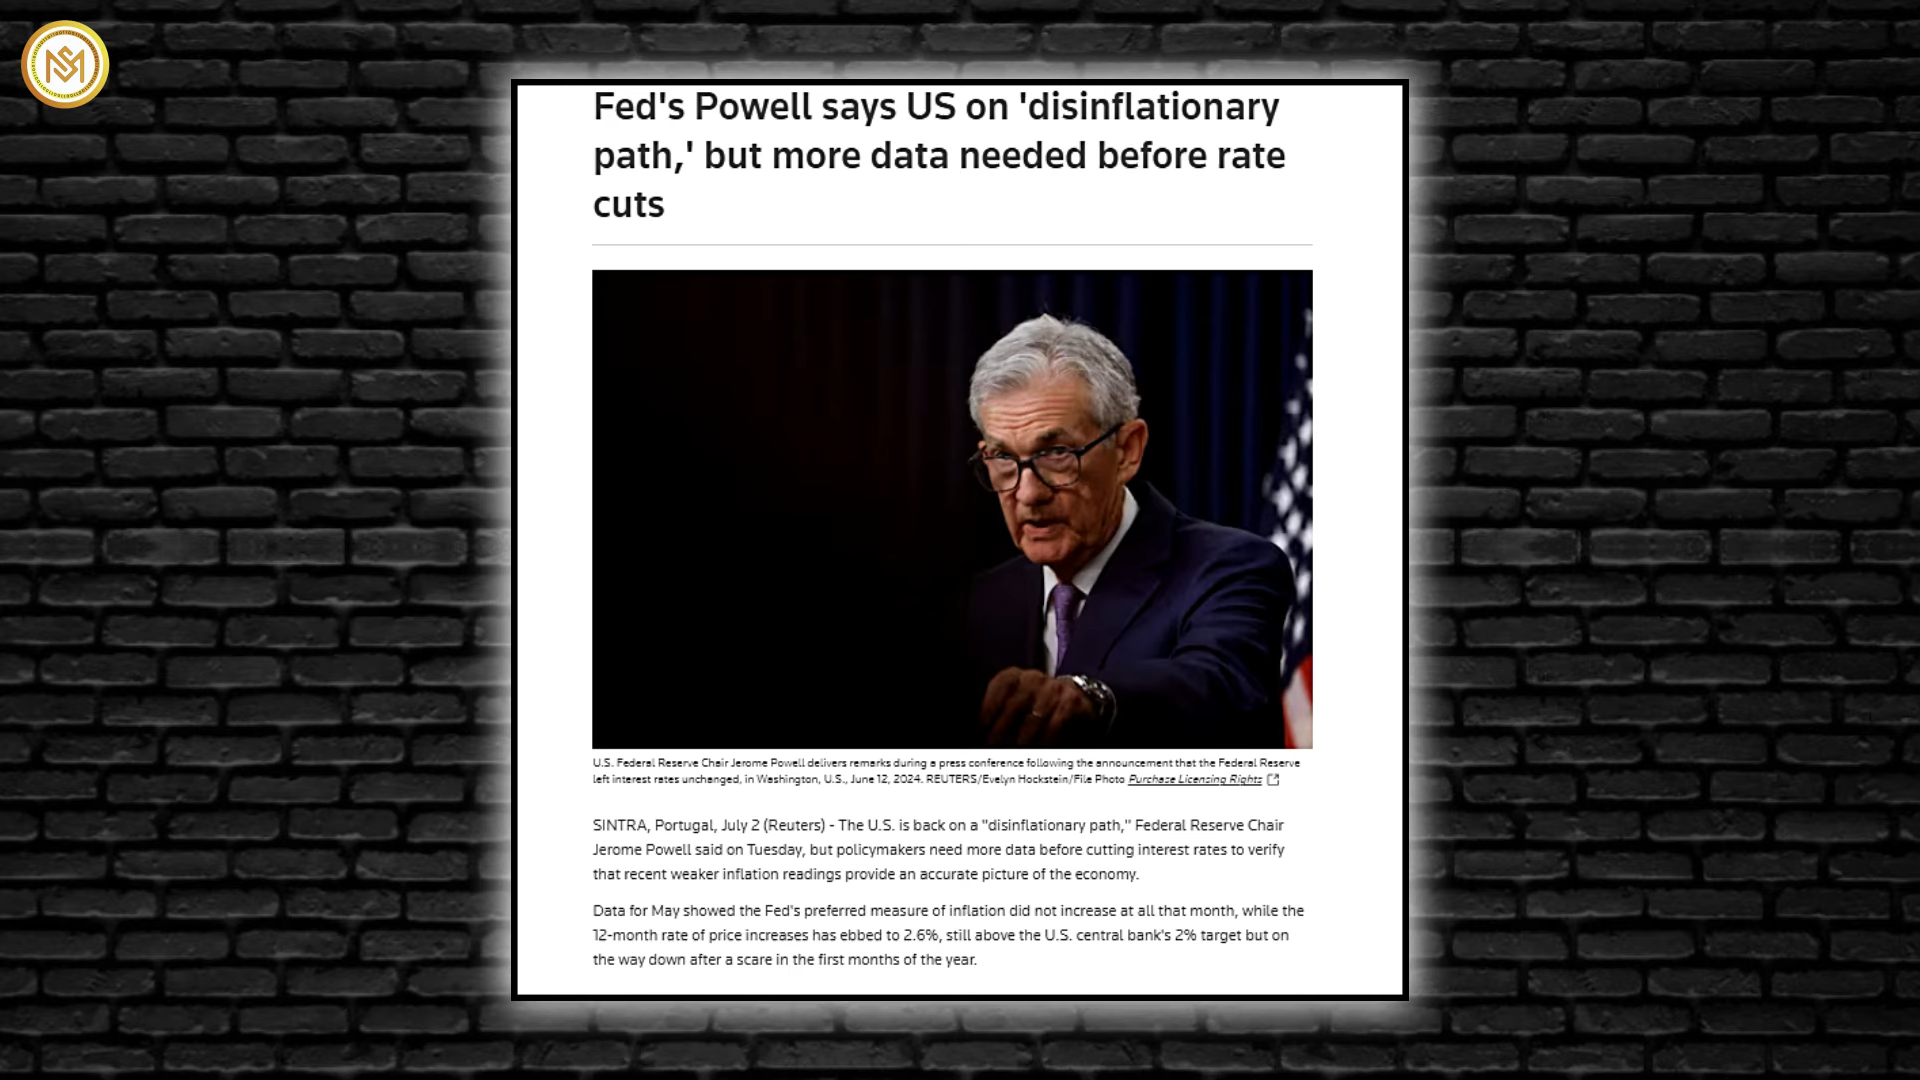 Fed's Powell says US on 'disinflationary
path,' but more data needed before rate
cuts
U.S. Federal Reserve Chair Jerome Powell delivers remarks during a press conference following the announcement that the Federal Reserve
left interest rates unchanged, in Washington, U.S., June 12, 2024. REUTERS/Evelyn Hockstein/File Photo Purchase Licensing Rights
SINTRA, Portugal, July 2 (Reuters) - The U.S. is back on a "disinflationary path," Federal Reserve Chair
Jerome Powell said on Tuesday, but policymakers need more data before cutting interest rates to verify
that recent weaker inflation readings provide an accurate picture of the economy.
Data for May showed the Fed's preferred measure of inflation did not increase at all that month, while the
12-month rate of price increases has ebbed to 2.6%, still above the U.S. central bank's 2% target but on
the way down after a scare in the first months of the year.